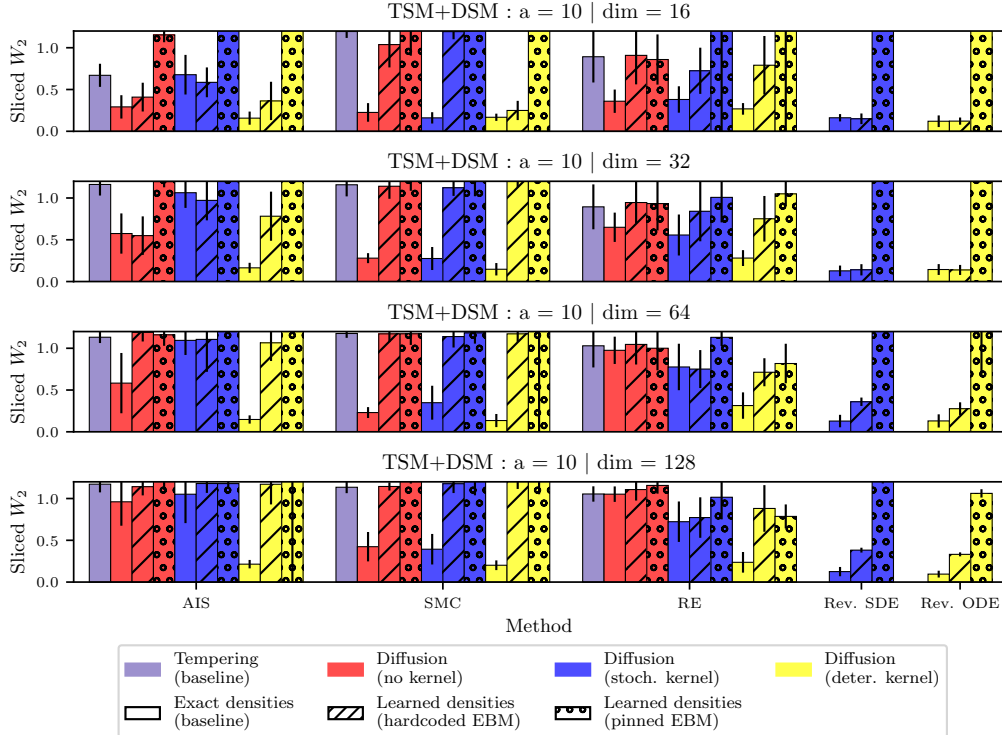 TSM+DSM : a = 10 | dim = 16
Sliced W2
1.0
0.5
0.0
TSM+DSM : a = 10 | dim = 32
Sliced W2
1.0
0.5
0.0
TSM+DSM : a = 10 | dim = 64
Sliced W2
1.0
0.5
0.0
TSM+DSM : a = 10 | dim = 128
Sliced W2
1.0
0.5
0.0
AIS SMC RE Rev. SDE Rev. ODE
Method
Tempering (baseline)
Diffusion (no kernel)
Diffusion (stoch. kernel)
Diffusion (deter. kernel)
Exact densities (baseline)
Learned densities (hardcoded EBM)
Learned densities (pinned EBM)